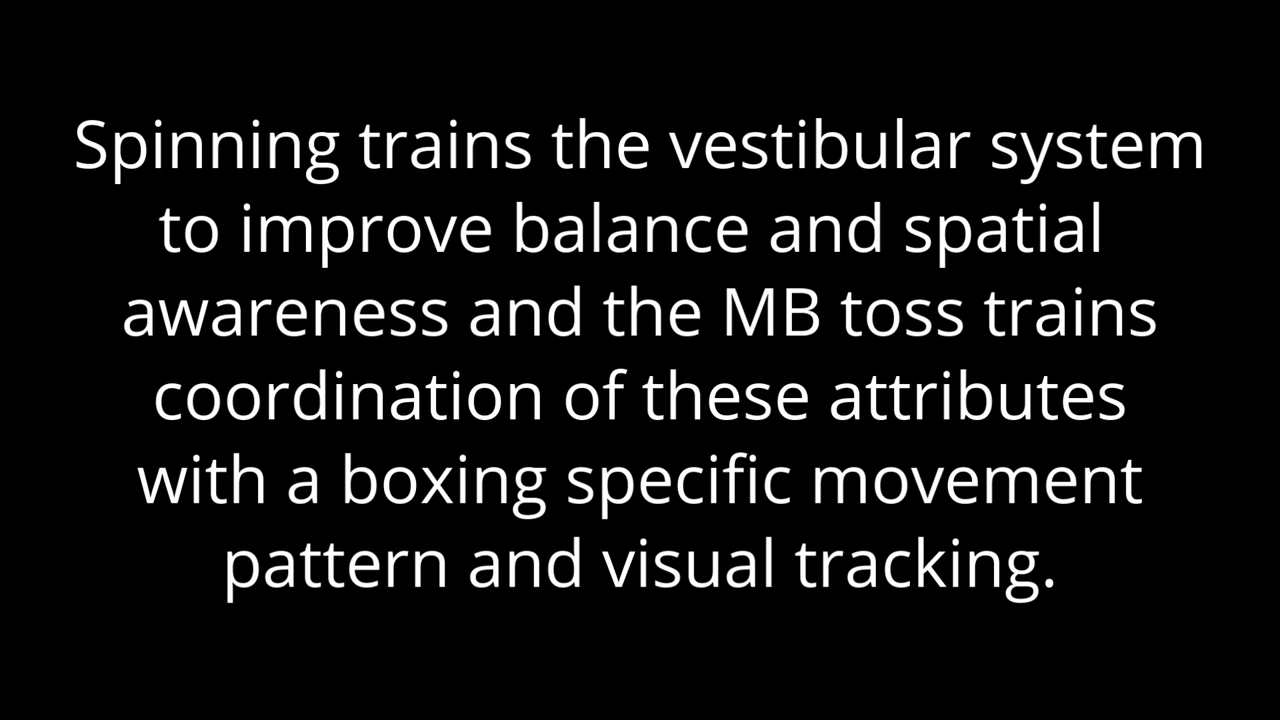 Spinning trains the vestibular system
to improve balance and spatial
awareness and the MB toss trains
coordination of these attributes
with a boxing specific movement
pattern and visual tracking.